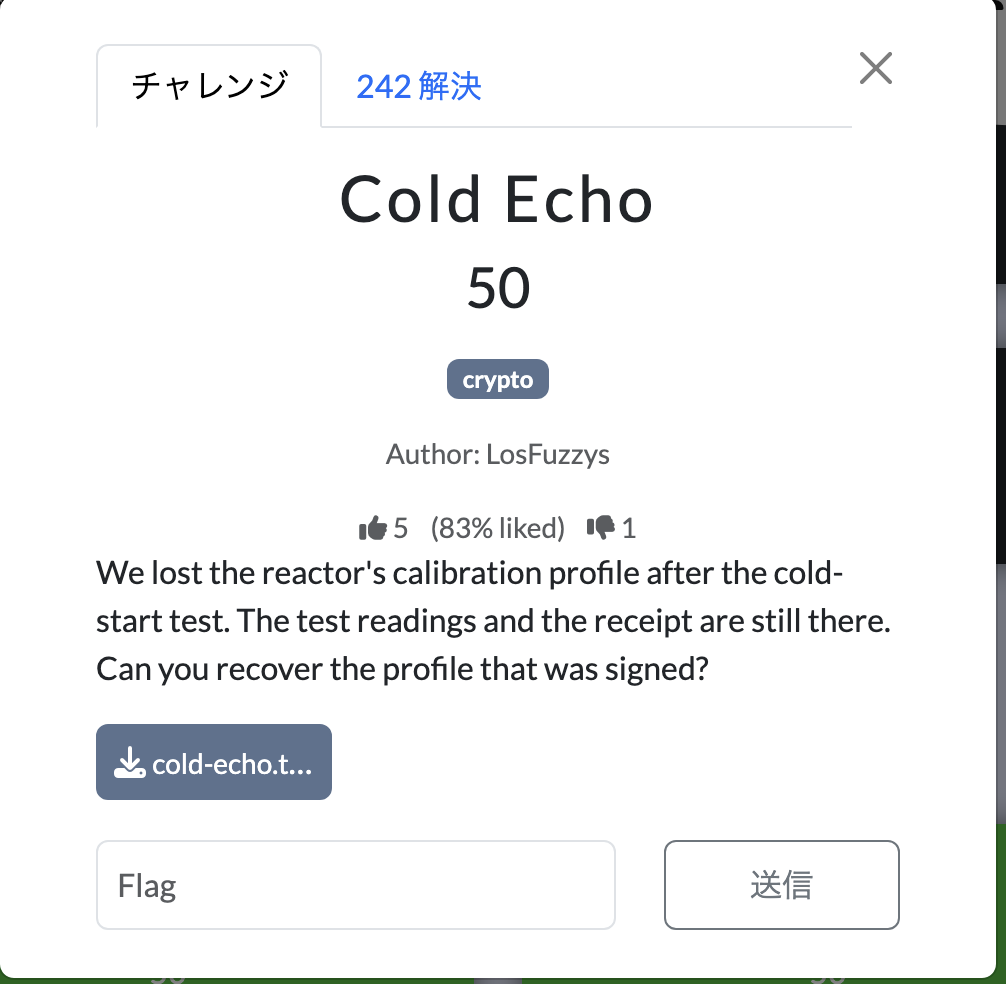 チャレンジ
242 解決
Cold Echo
50
crypto
Author: LosFuzzys
5 (83% liked) 1
We lost the reactor's calibration profile after the cold-
start test. The test readings and the receipt are still there.
Can you recover the profile that was signed?
cold-echo.t...
Flag
送信